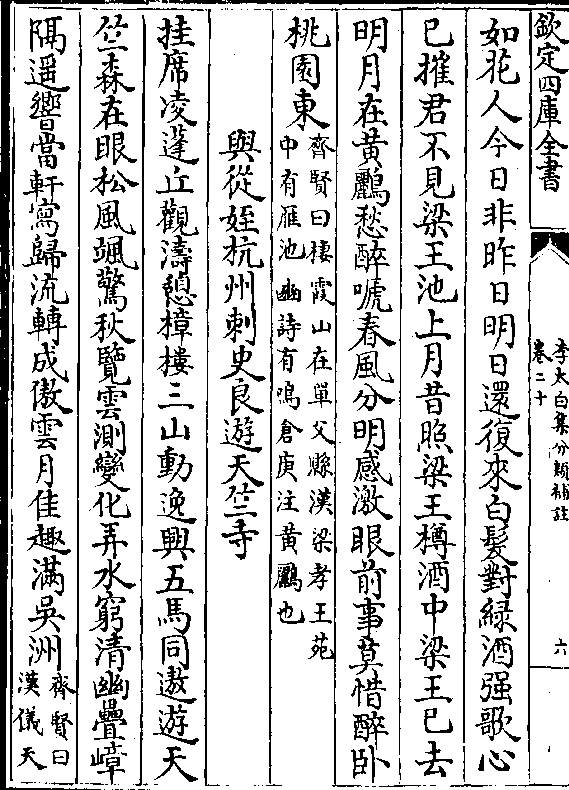 欽定四庫全書
李太白集分類補註
卷二十
六
如花人今日非昨日明日還復來白髮對緑酒强歌心
已摧君不見梁王池上月昔照梁王樽酒中梁王已去
明月在黄鸝愁醉啼春風分明感激眼前事莫惜醉卧
桃園東
齊賢曰棲霞山在單父縣漢梁孝王苑
中有雁池豳詩有鳴倉庚注黄鸝也
與從姪杭州刺史良遊天竺寺
挂席凌蓬丘觀濤憩樟樓三山動逸興五馬同遨遊天
竺森在眼松風颯驚秋覽雲測變化弄水窮清幽疊嶂
隔遥響當軒寫歸流轉成傲雲月佳趣滿吳洲
齊賢曰
漢儀天